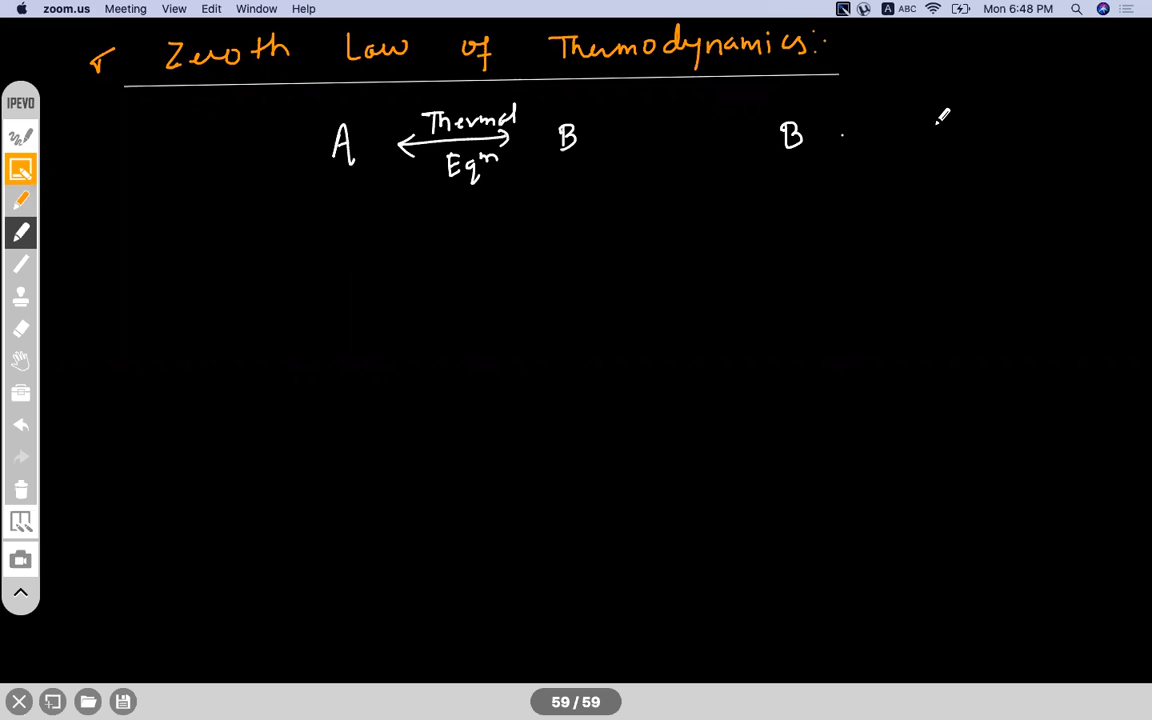 zoom.us Meeting View Edit Window Help A ABC Mon 6:48 PM
Zeroth Law of Thermodynamics:
IPEVO
A Thermal B B
Eqm
59 / 59